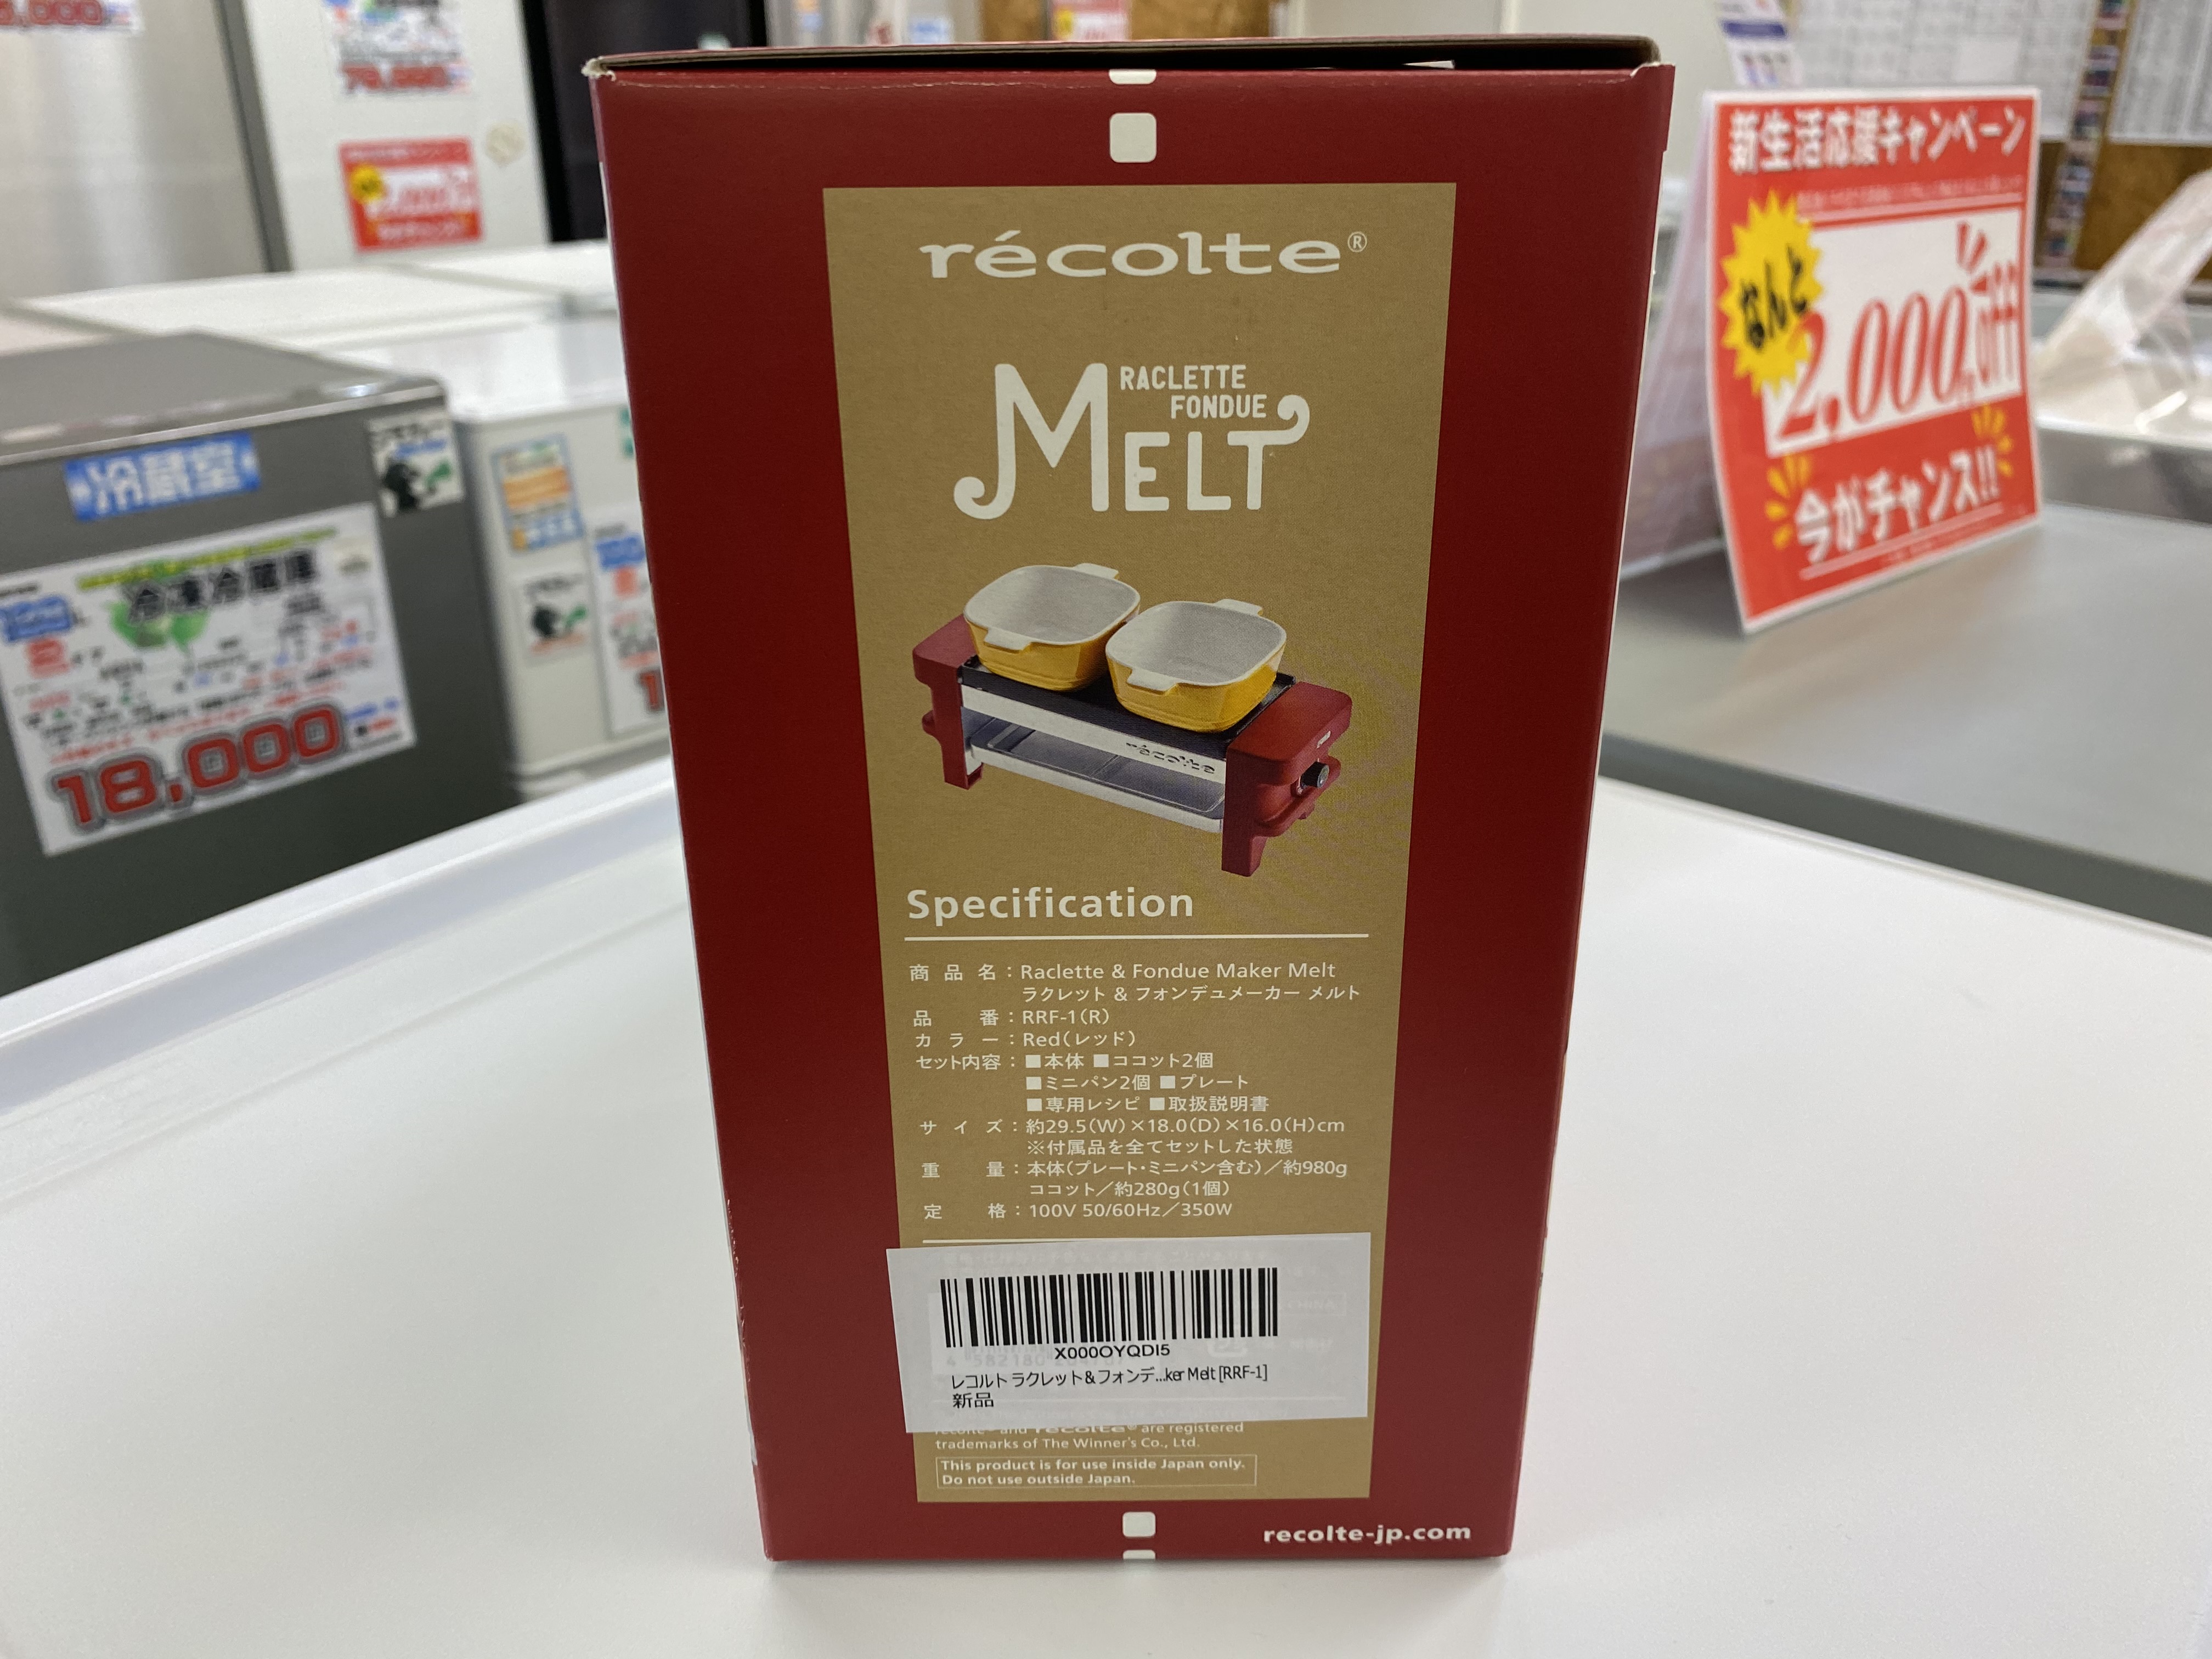 récolte®
RACLETTE
FONDUE
MELT
récolte
Specification
商品名：Raclette & Fondue Maker Melt
ラクレット & フォンデュメーカー メルト
品番：RRF-1（R）
カラー：Red（レッド）
セット内容：■本体 ■ココット2個
■ミニパン2個 ■プレート
■専用レシピ ■取扱説明書
サイズ：約29.5（W）×18.0（D）×16.0（H）cm
※付属品を全てセットした状態
重量：本体（プレート・ミニパン含む）／約980g
ココット／約280g（1個）
定格：100V 50/60Hz／350W
X000OYQDI5
レコルト ラクレット&フォンデ...ker Melt [RRF-1]
新品
récolte® and récolte® are registered
trademarks of The Winner's Co., Ltd.
This product is for use inside Japan only.
Do not use outside Japan.
recolte-jp.com
新生活応援キャンペーン
なんと
2,000
今がチャンス!!
冷蔵室
冷凍冷蔵庫
18,000